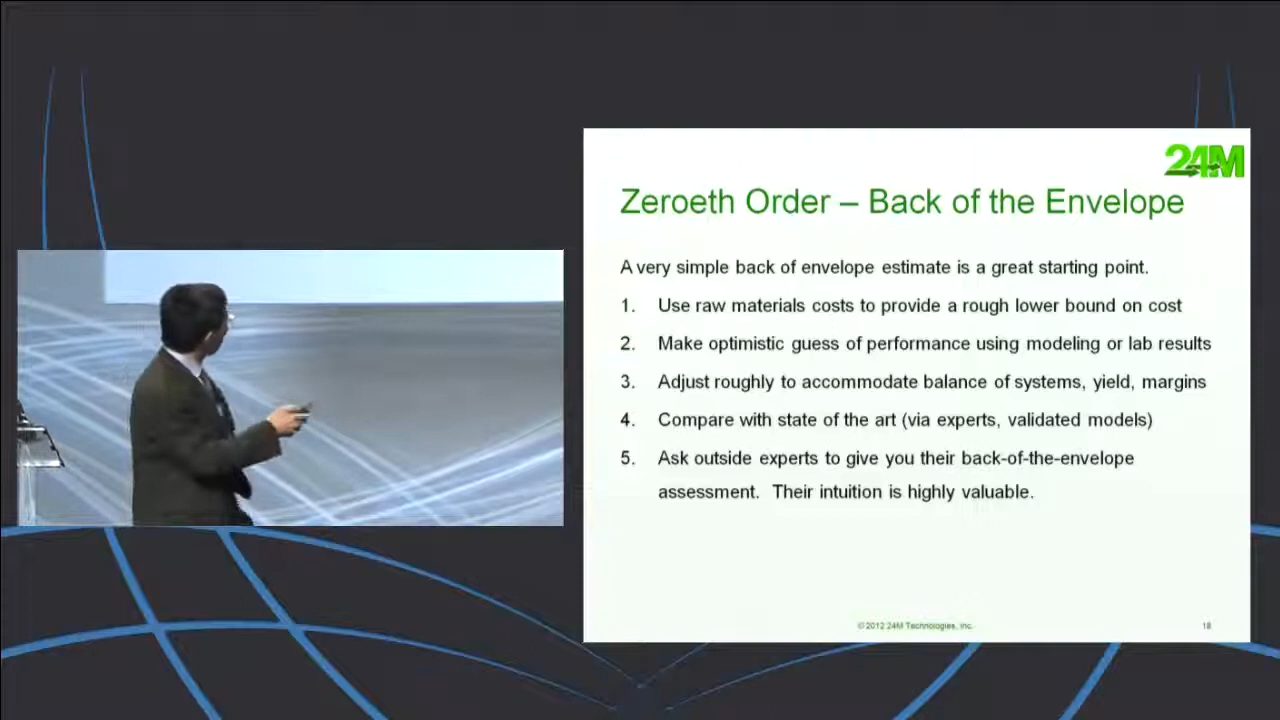 24M
Zeroeth Order – Back of the Envelope
A very simple back of envelope estimate is a great starting point.
1. Use raw materials costs to provide a rough lower bound on cost
2. Make optimistic guess of performance using modeling or lab results
3. Adjust roughly to accommodate balance of systems, yield, margins
4. Compare with state of the art (via experts, validated models)
5. Ask outside experts to give you their back-of-the-envelope
assessment. Their intuition is highly valuable.
© 2012 24M Technologies, Inc.
18